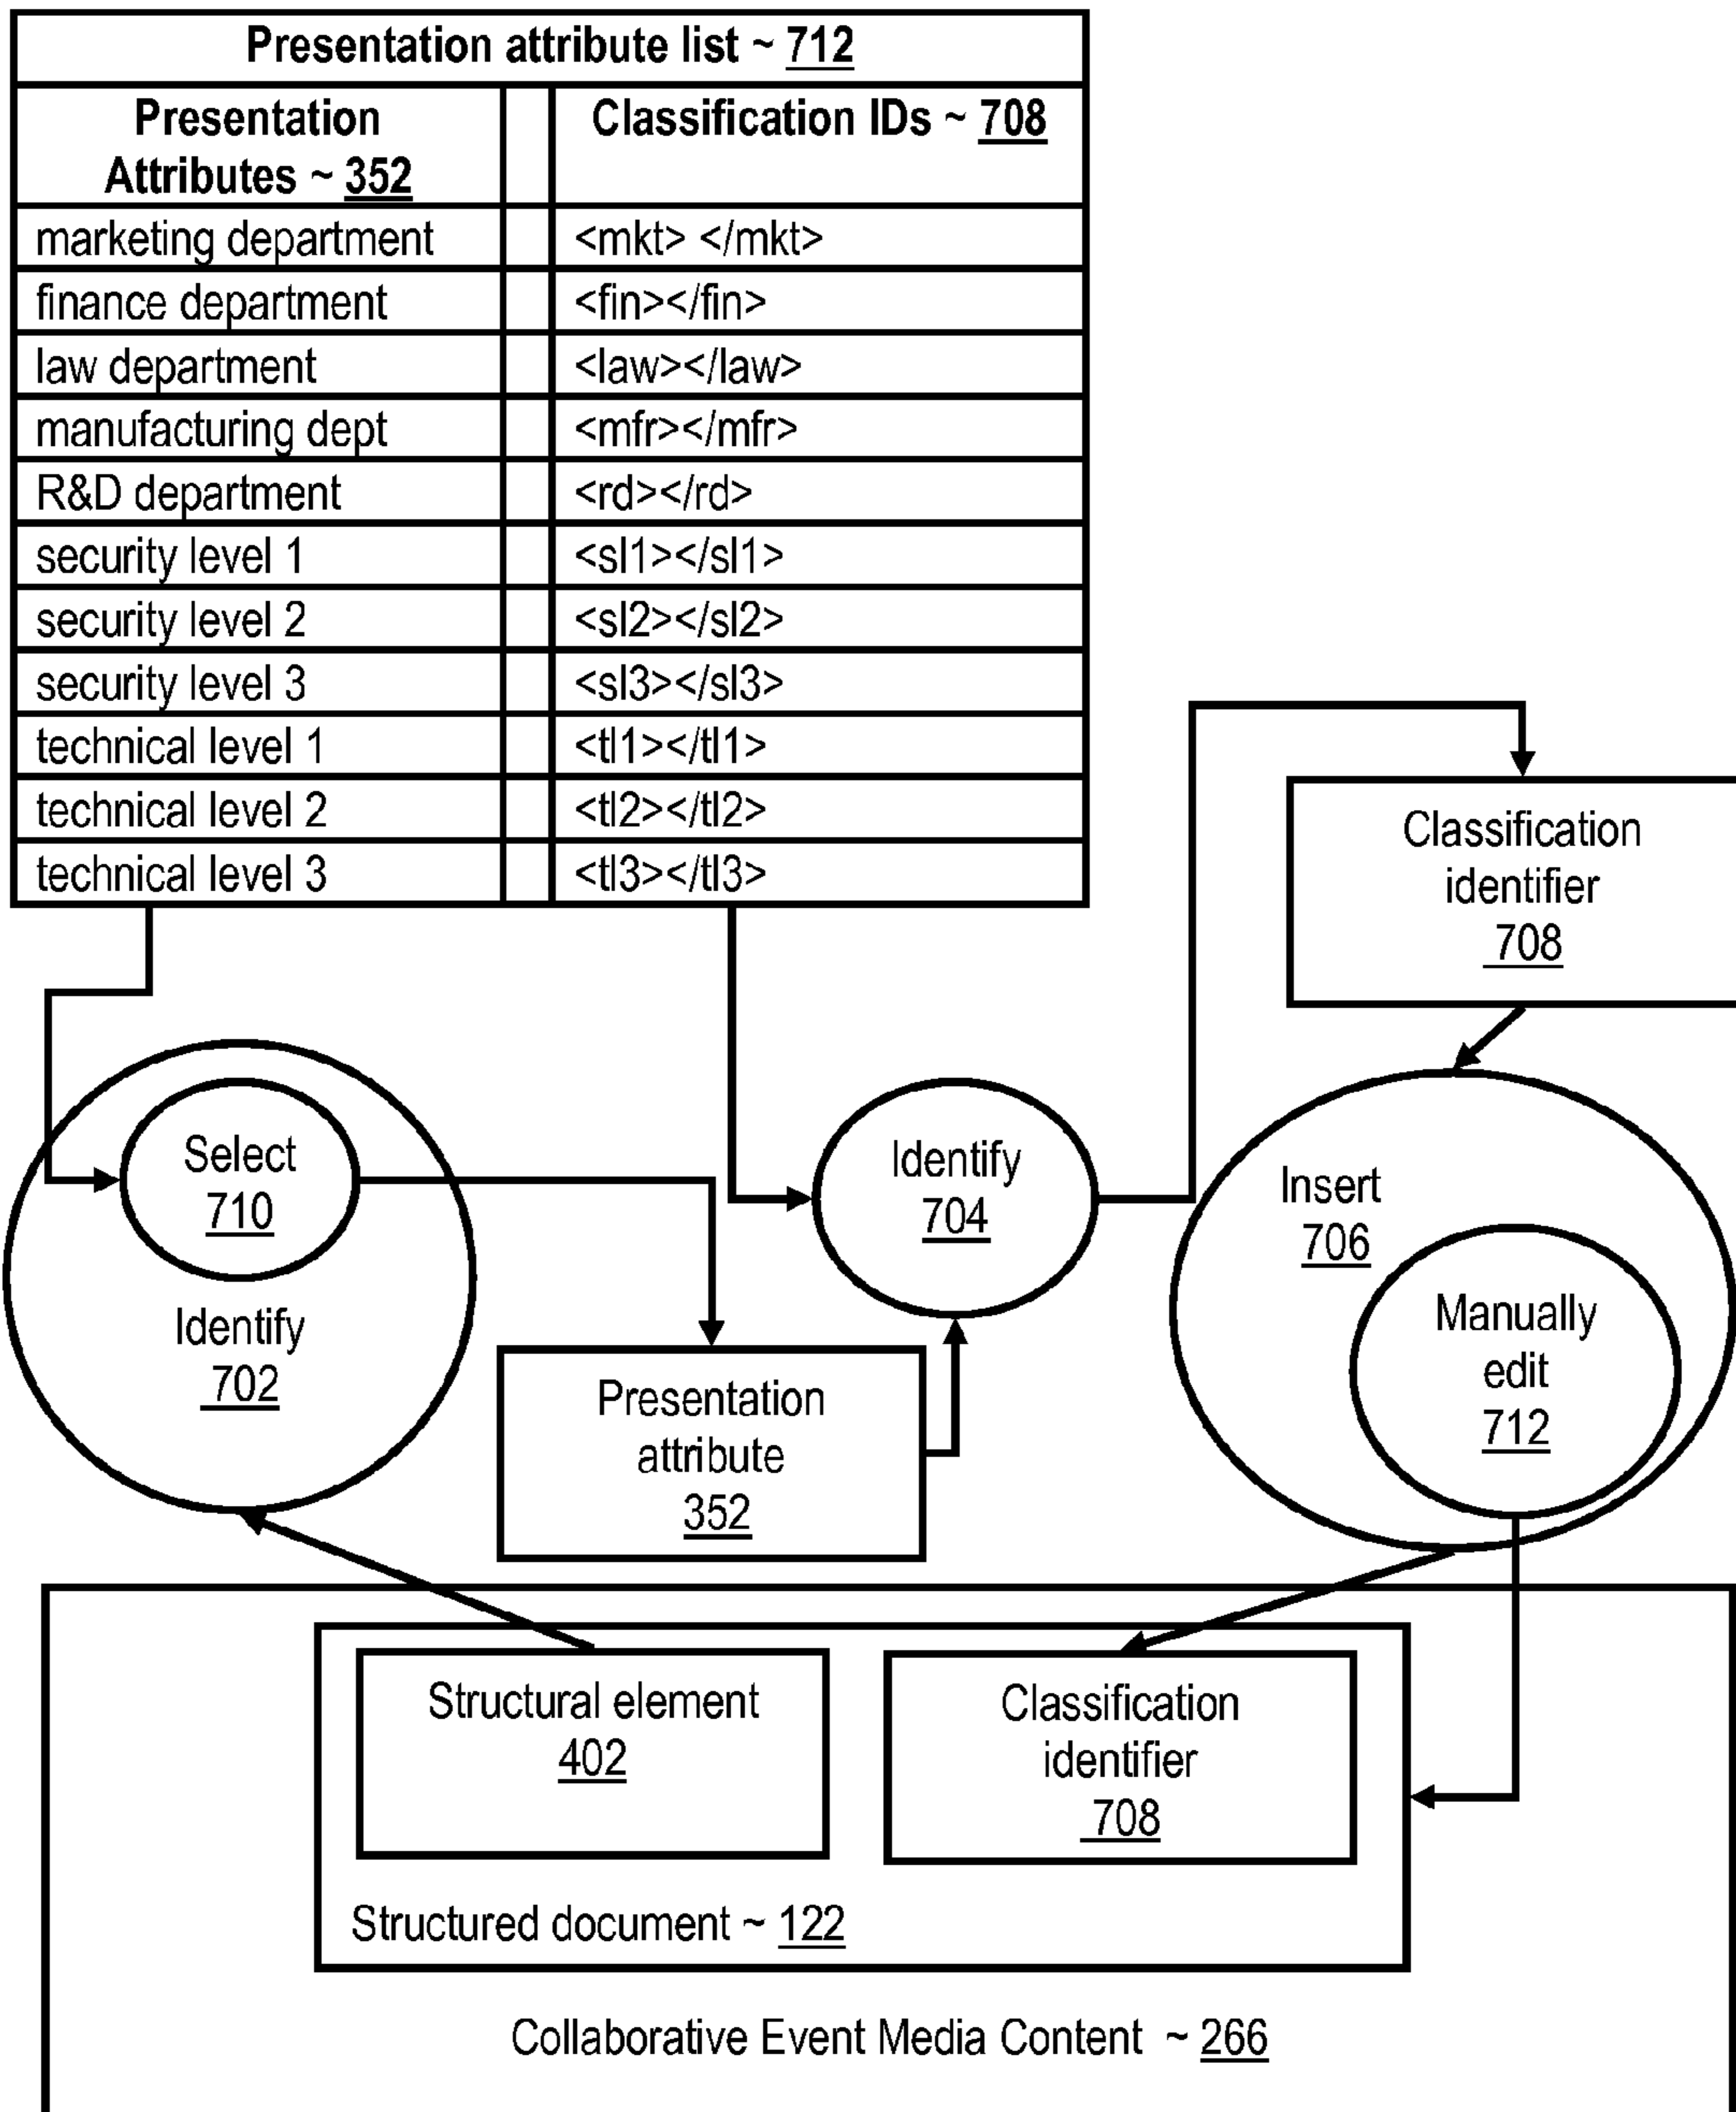 Presentation attribute list ~ 712
Presentation
Attributes ~ 352
Classification IDs ~ 708
marketing department <mkt> </mkt>
finance department <fin></fin>
law department <law></law>
manufacturing dept <mfr></mfr>
R&D department <rd></rd>
security level 1 <sl1></sl1>
security level 2 <sl2></sl2>
security level 3 <sl3></sl3>
technical level 1 <tl1></tl1>
technical level 2 <tl2></tl2>
technical level 3 <tl3></tl3>
Classification
identifier
708
Select
710
Identify
702
Identify
704
Insert
706
Manually
edit
712
Presentation
attribute
352
Structural element
402
Classification
identifier
708
Structured document ~ 122
Collaborative Event Media Content ~ 266